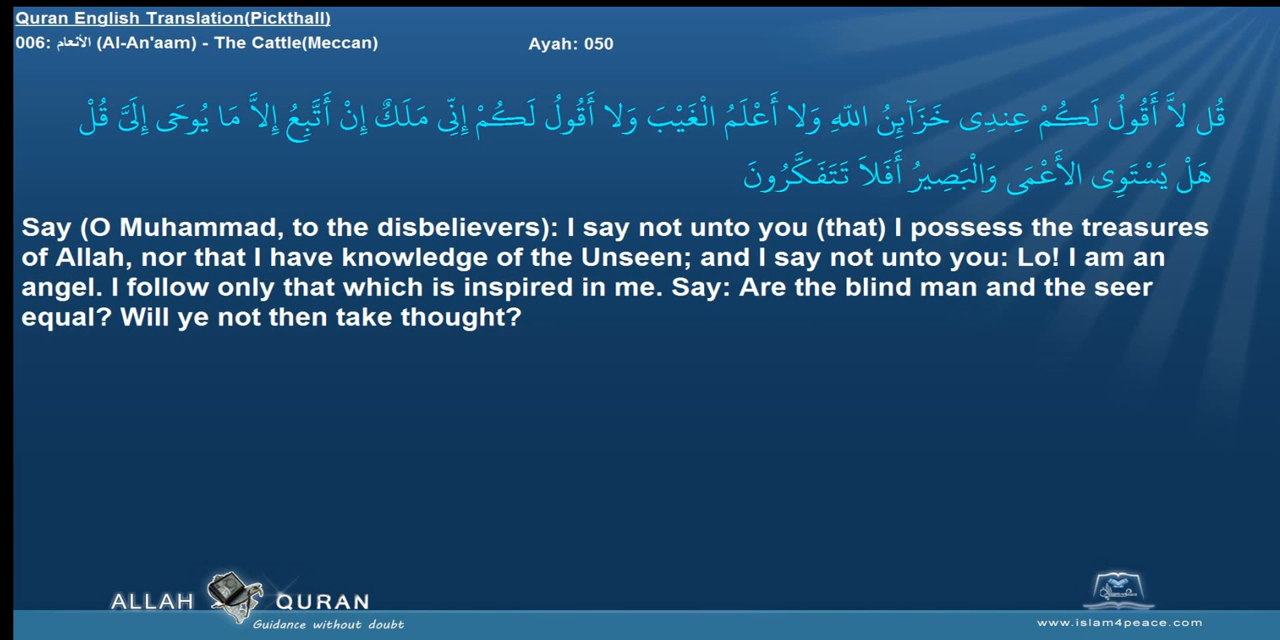 Quran English Translation(Pickthall)
006: الأنعام (Al-An'aam) - The Cattle(Meccan) Ayah: 050
قُل لاَّ أَقُولُ لَكُمْ عِندِى خَزَآئِنُ اللّهِ وَلا أَعْلَمُ الْغَيْبَ وَلا أَقُولُ لَكُمْ إِنِّى مَلَكٌ إِنْ أَتَّبِعُ إِلاَّ مَا يُوحَى إِلَىَّ قُلْ
هَلْ يَسْتَوِى الأَعْمَى وَالْبَصِيرُ أَفَلاَ تَتَفَكَّرُونَ
Say (O Muhammad, to the disbelievers): I say not unto you (that) I possess the treasures
of Allah, nor that I have knowledge of the Unseen; and I say not unto you: Lo! I am an
angel. I follow only that which is inspired in me. Say: Are the blind man and the seer
equal? Will ye not then take thought?
ALLAH QURAN
Guidance without doubt
www.islam4peace.com